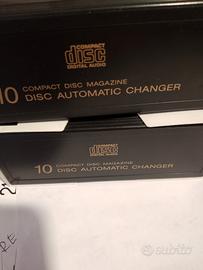 COMPACT
disc
DIGITAL AUDIO
10 COMPACT DISC MAGAZINE
DISC AUTOMATIC CHANGER
COMPACT
disc
DIGITAL AUDIO
10 COMPACT DISC MAGAZINE
DISC AUTOMATIC CHANGER
subito